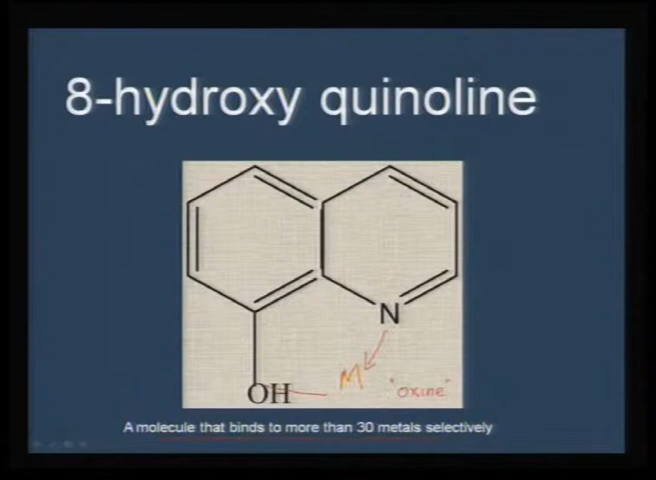 8-hydroxy quinoline
N
M
OH
"oxine"
A molecule that binds to more than 30 metals selectively